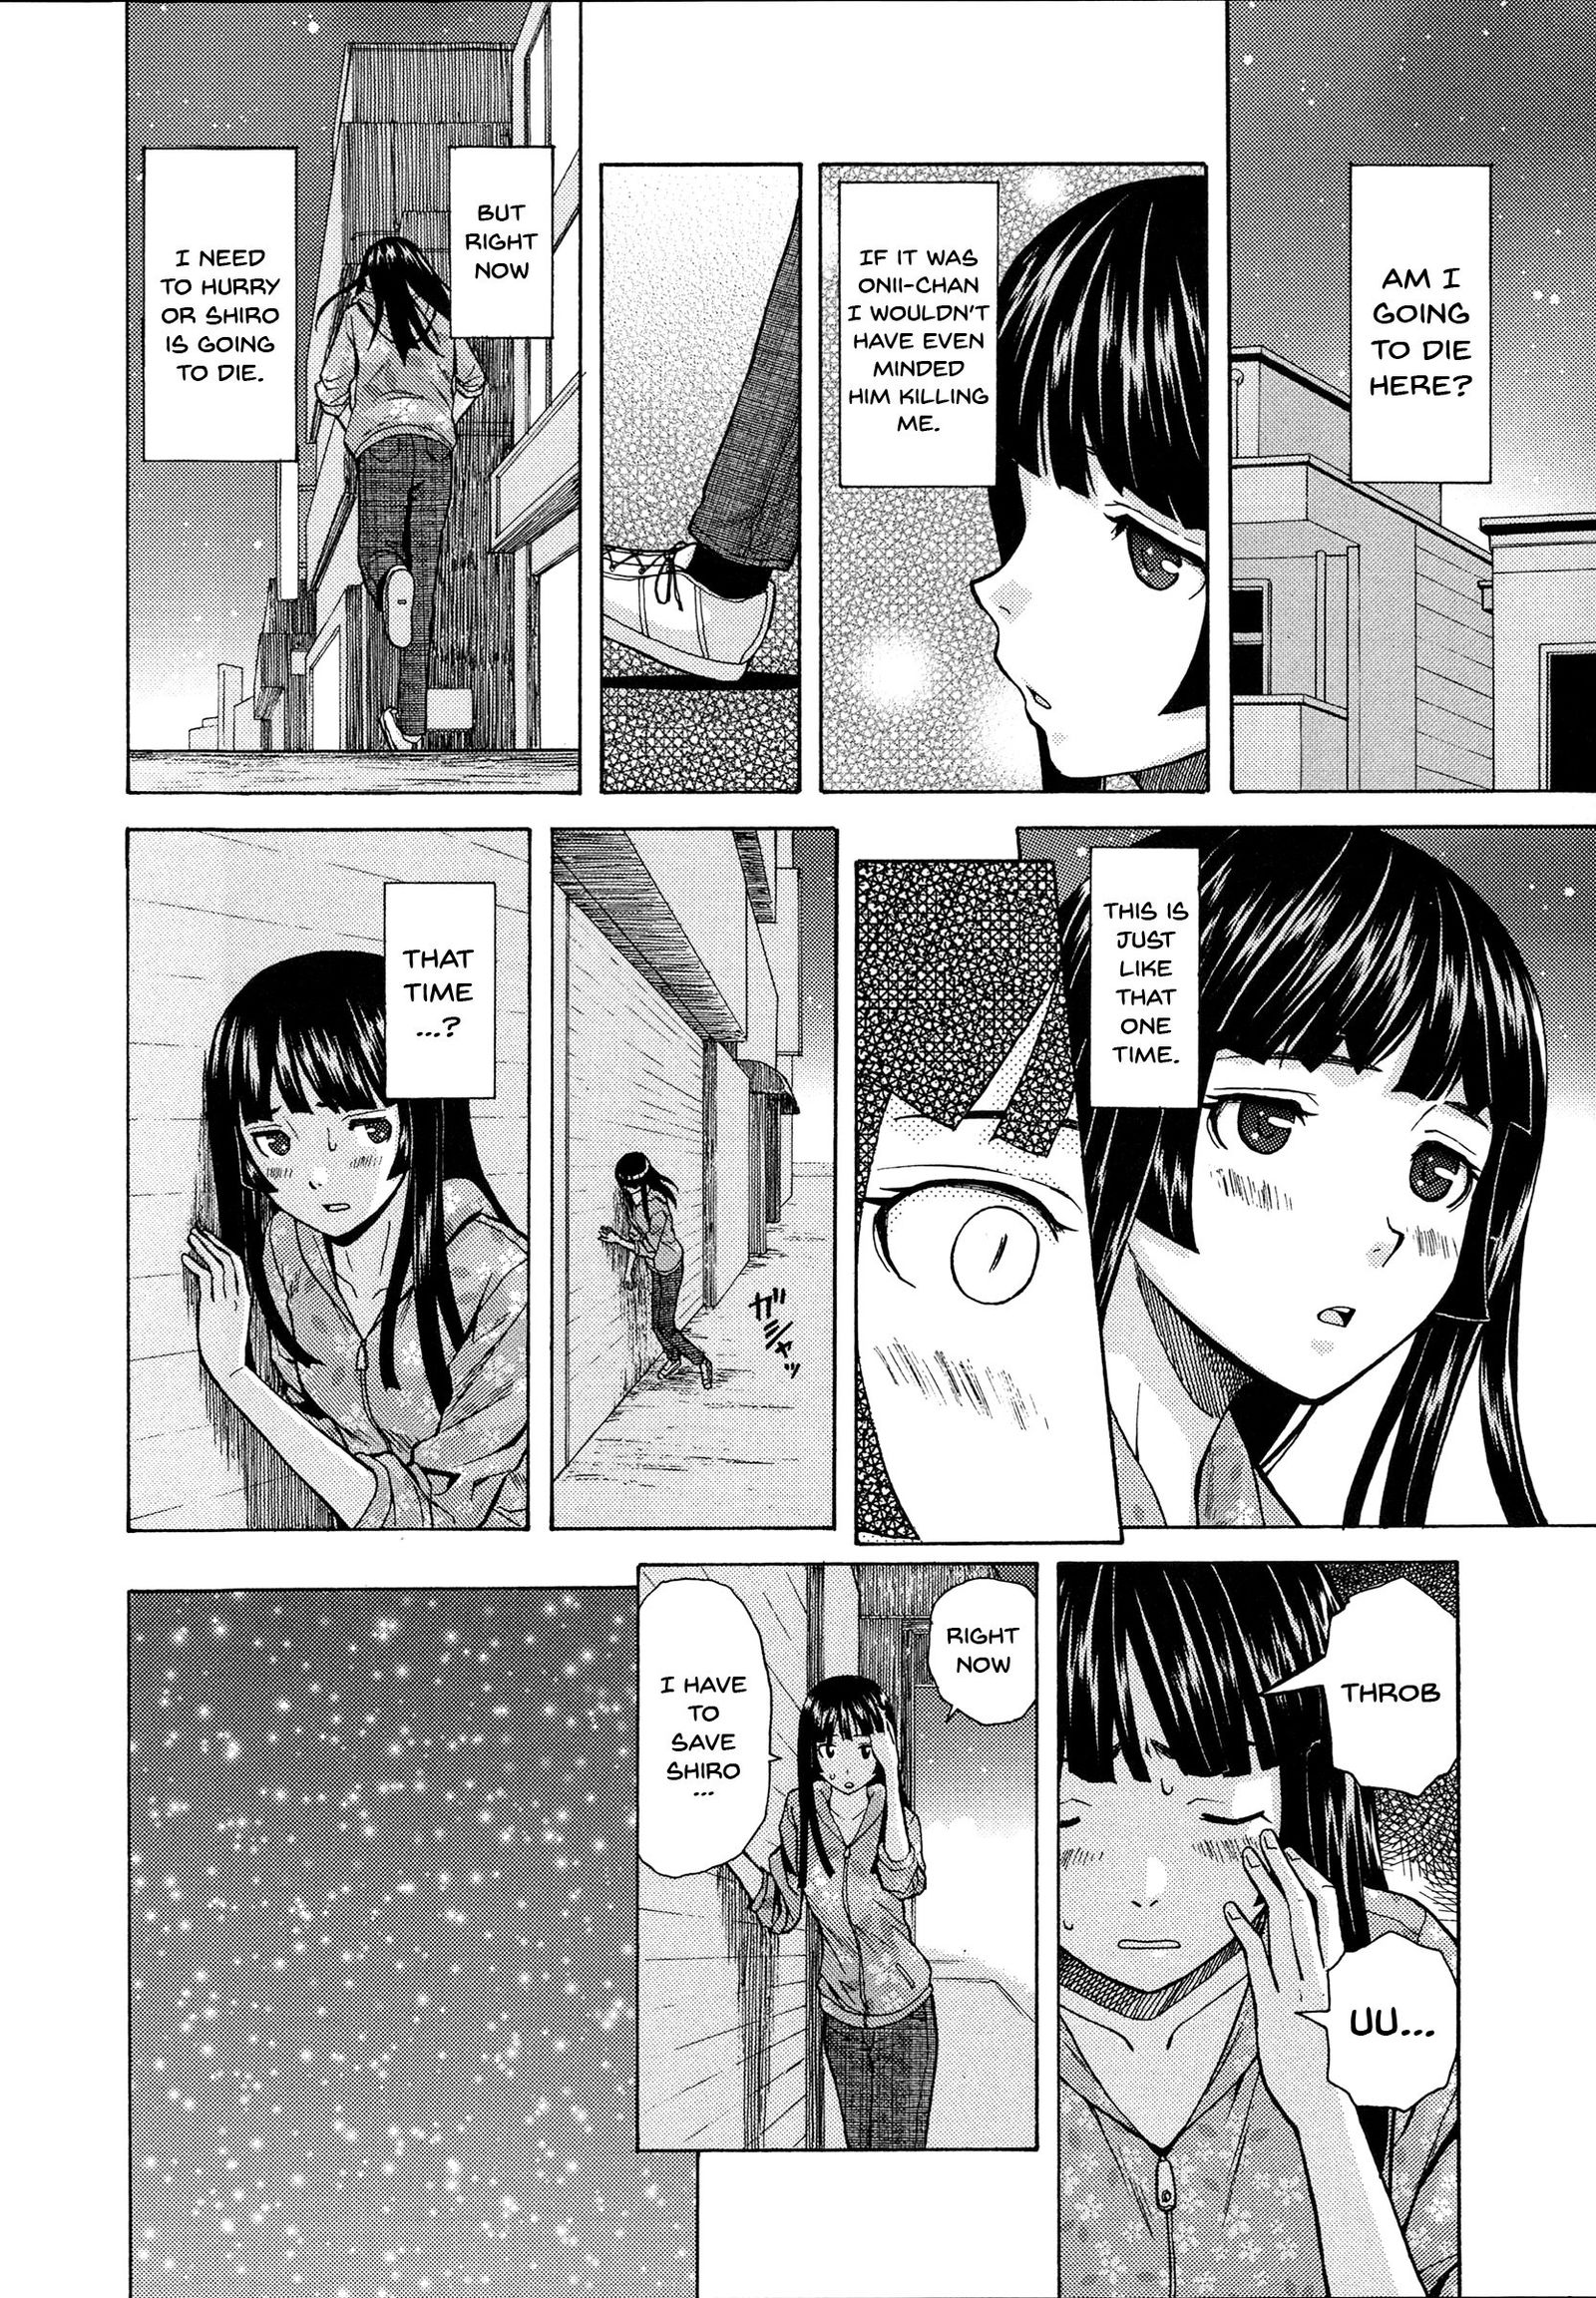 AM I
GOING
TO DIE
HERE?
IF IT WAS
ONII-CHAN
I WOULDN'T
HAVE EVEN
MINDED
HIM KILLING
ME.
BUT
RIGHT
NOW
I NEED
TO HURRY
OR SHIRO
IS GOING
TO DIE.
THIS IS
JUST
LIKE
THAT
ONE
TIME.
ガシャッ
THAT
TIME
...?
THROB
UU...
RIGHT
NOW
I HAVE
TO
SAVE
SHIRO
...